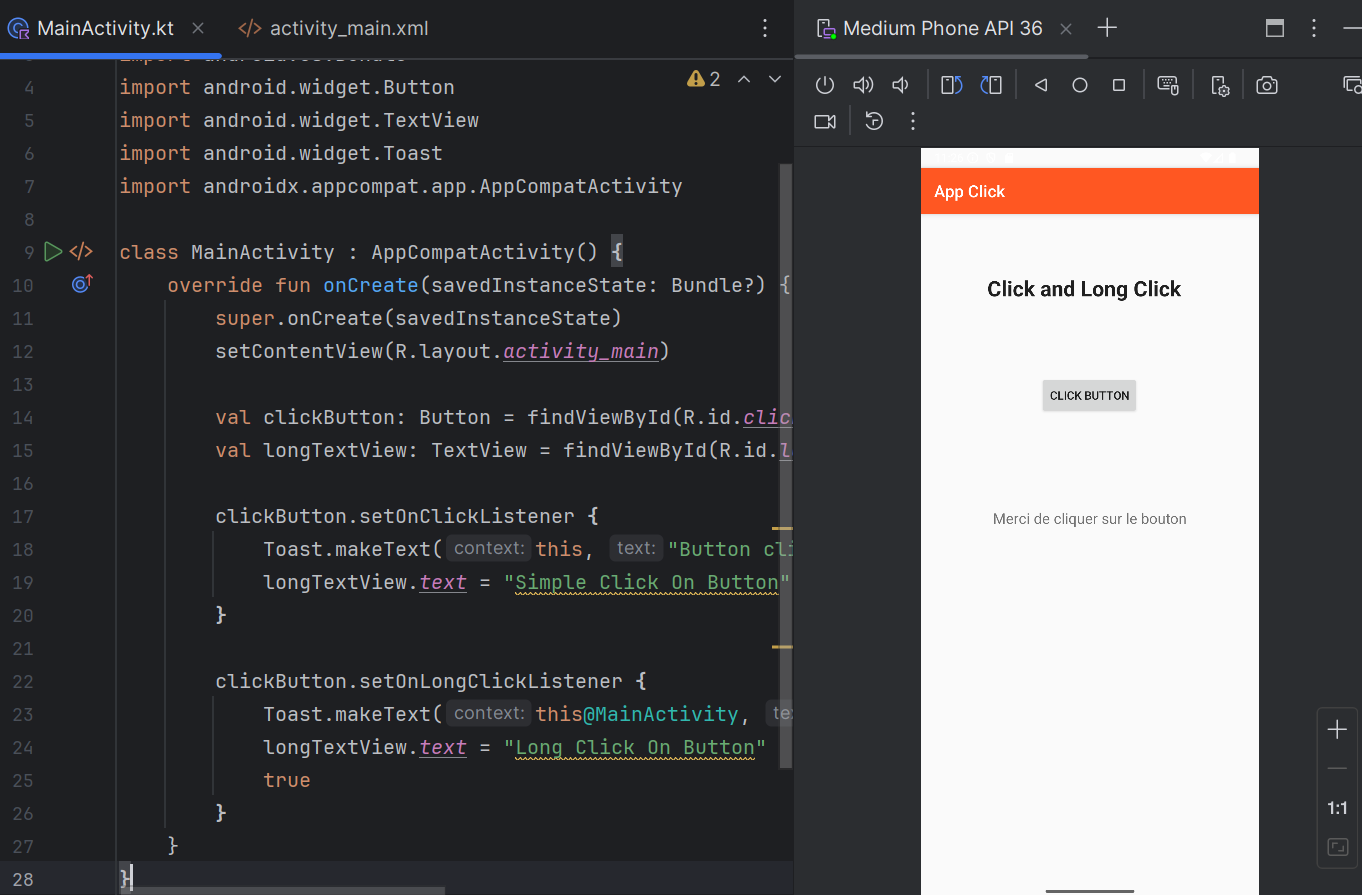 MainActivity.kt
activity_main.xml
Medium Phone API 36
2
4 import android.widget.Button
5 import android.widget.TextView
6 import android.widget.Toast
7 import androidx.appcompat.app.AppCompatActivity
8
9 class MainActivity : AppCompatActivity() {
10 override fun onCreate(savedInstanceState: Bundle?) {
11 super.onCreate(savedInstanceState)
12 setContentView(R.layout.activity_main)
13
14 val clickButton: Button = findViewById(R.id.clic
15 val longTextView: TextView = findViewById(R.id.l
16
17 clickButton.setOnClickListener {
18 Toast.makeText( context: this, text: "Button cli
19 longTextView.text = "Simple Click On Button"
20 }
21
22 clickButton.setOnLongClickListener {
23 Toast.makeText( context: this@MainActivity, te
24 longTextView.text = "Long Click On Button"
25 true
26 }
27 }
28 }
App Click
Click and Long Click
CLICK BUTTON
Merci de cliquer sur le bouton
1:1